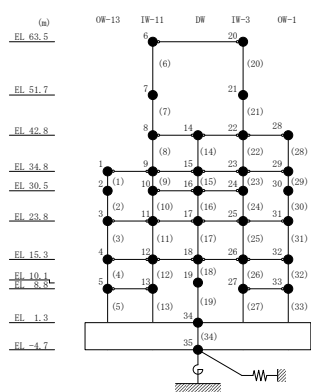 (m) OW-13 IW-11 DW IW-3 OW-1
EL 63.5 6 20
(6) (20)
EL 51.7 7 21
(7) (21)
EL 42.8 8 14 22 28
(8) (14) (22) (28)
EL 34.8 1 9 15 23 29
(1) (9) (15) (23) (29)
EL 30.5 2 10 16 24 30
(2) (10) (16) (24) (30)
EL 23.8 3 11 17 25 31
(3) (11) (17) (25) (31)
EL 15.3 4 12 18 26 32
(4) (12) (18) (26) (32)
EL 10.1 19
EL 8.8 5 13 27 33
(5) (13) (19) (27) (33)
EL 1.3 34
(34)
EL -4.7 35